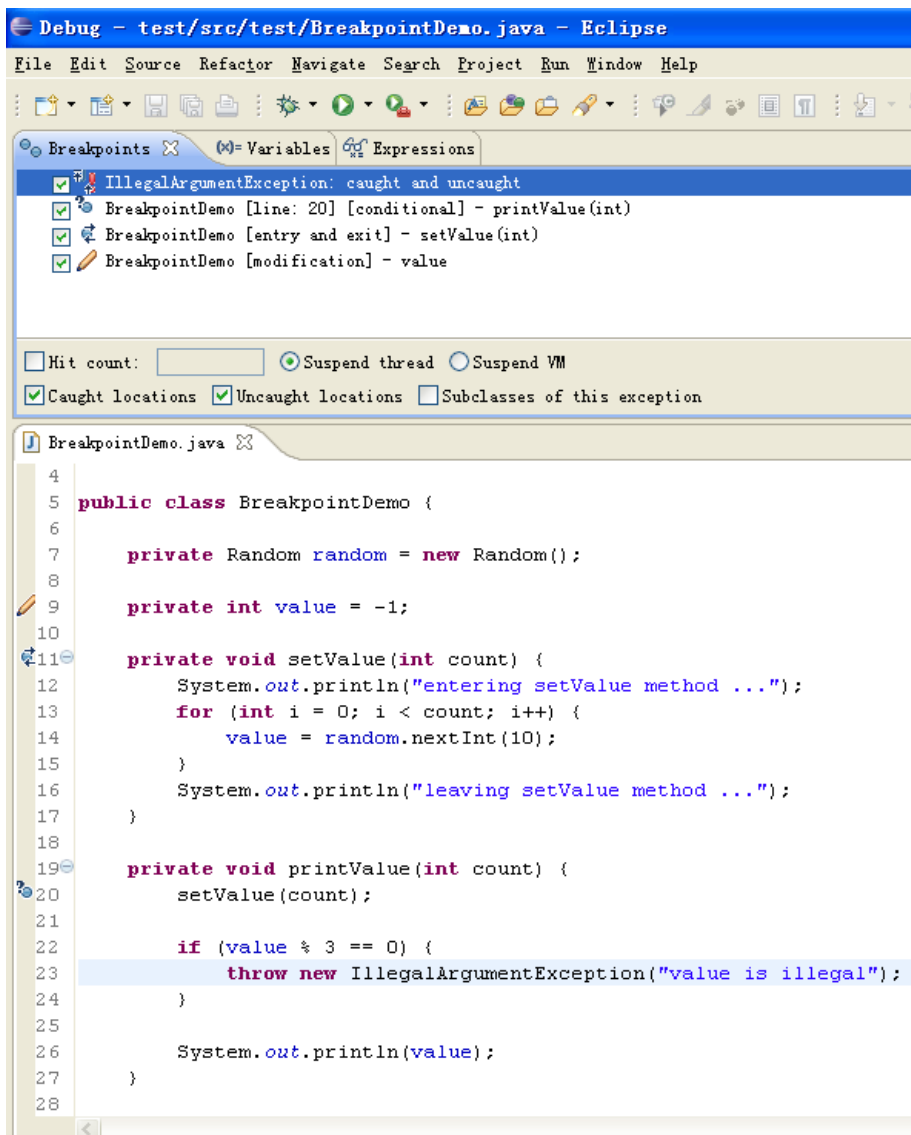 Debug - test/src/test/BreakpointDemo.java - Eclipse
File Edit Source Refactor Navigate Search Project Run Window Help
Breakpoints (x)= Variables Expressions
IllegalArgumentException: caught and uncaught
BreakpointDemo [line: 20] [conditional] - printValue(int)
BreakpointDemo [entry and exit] - setValue(int)
BreakpointDemo [modification] - value
Hit count: Suspend thread Suspend VM
Caught locations Uncaught locations Subclasses of this exception
BreakpointDemo.java
4
5 public class BreakpointDemo {
6
7 private Random random = new Random();
8
9 private int value = -1;
10
11 private void setValue(int count) {
12 System.out.println("entering setValue method ...");
13 for (int i = 0; i < count; i++) {
14 value = random.nextInt(10);
15 }
16 System.out.println("leaving setValue method ...");
17 }
18
19 private void printValue(int count) {
20 setValue(count);
21
22 if (value % 3 == 0) {
23 throw new IllegalArgumentException("value is illegal");
24 }
25
26 System.out.println(value);
27 }
28